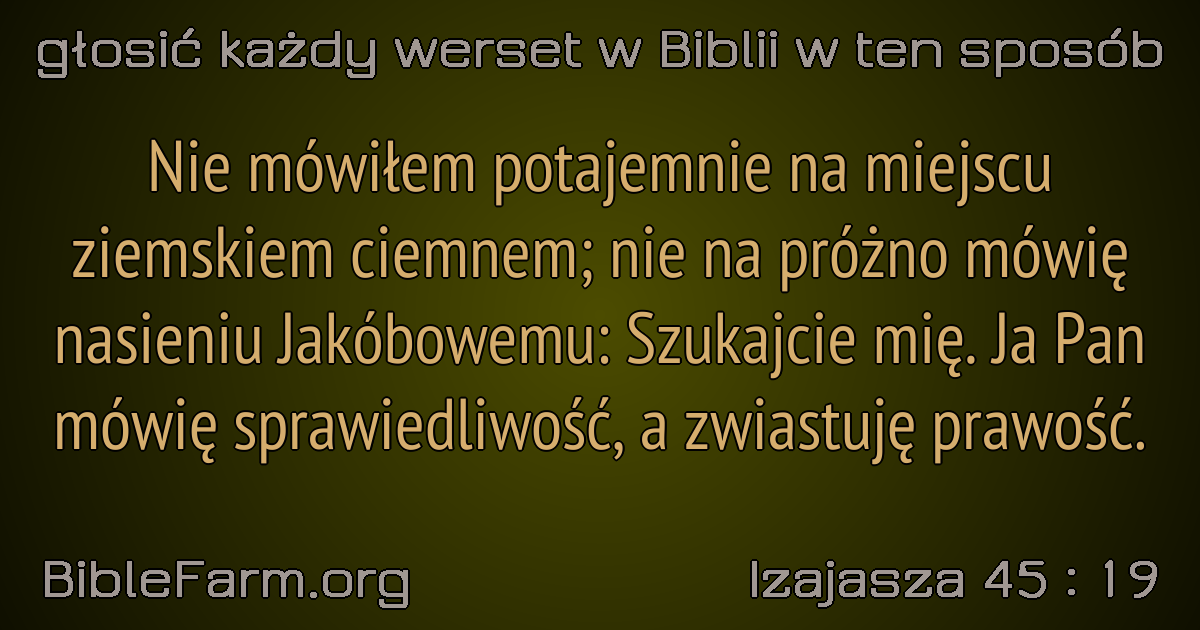 głosić każdy werset w Biblii w ten sposób
Nie mówiłem potajemnie na miejscu
ziemskiem ciemnem; nie na próżno mówię
nasieniu Jakóbowemu: Szukajcie mię. Ja Pan
mówię sprawiedliwość, a zwiastuję prawość.
BibleFarm.org
Izajasza 45 : 19